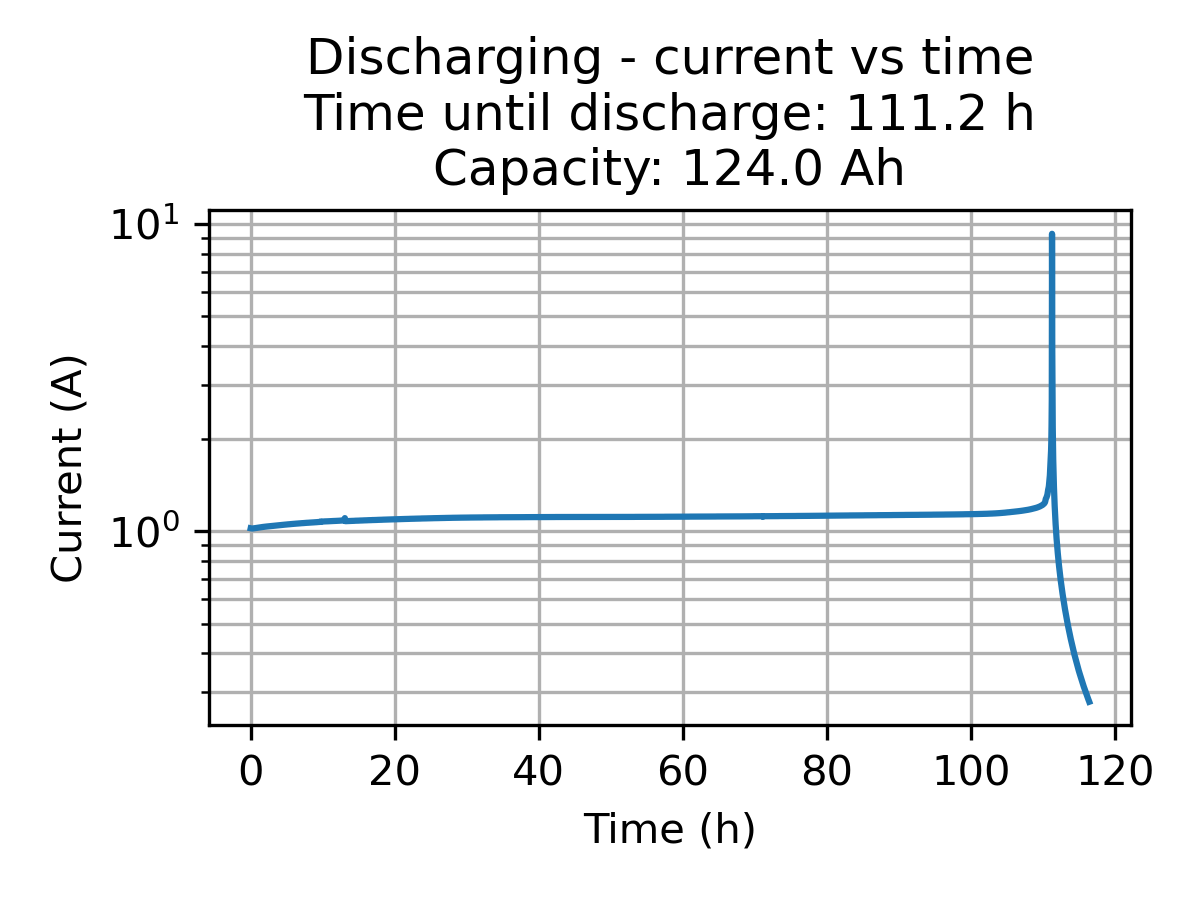 Discharging - current vs time
Time until discharge: 111.2 h
Capacity: 124.0 Ah
10¹
10⁰
Current (A)
0 20 40 60 80 100 120
Time (h)